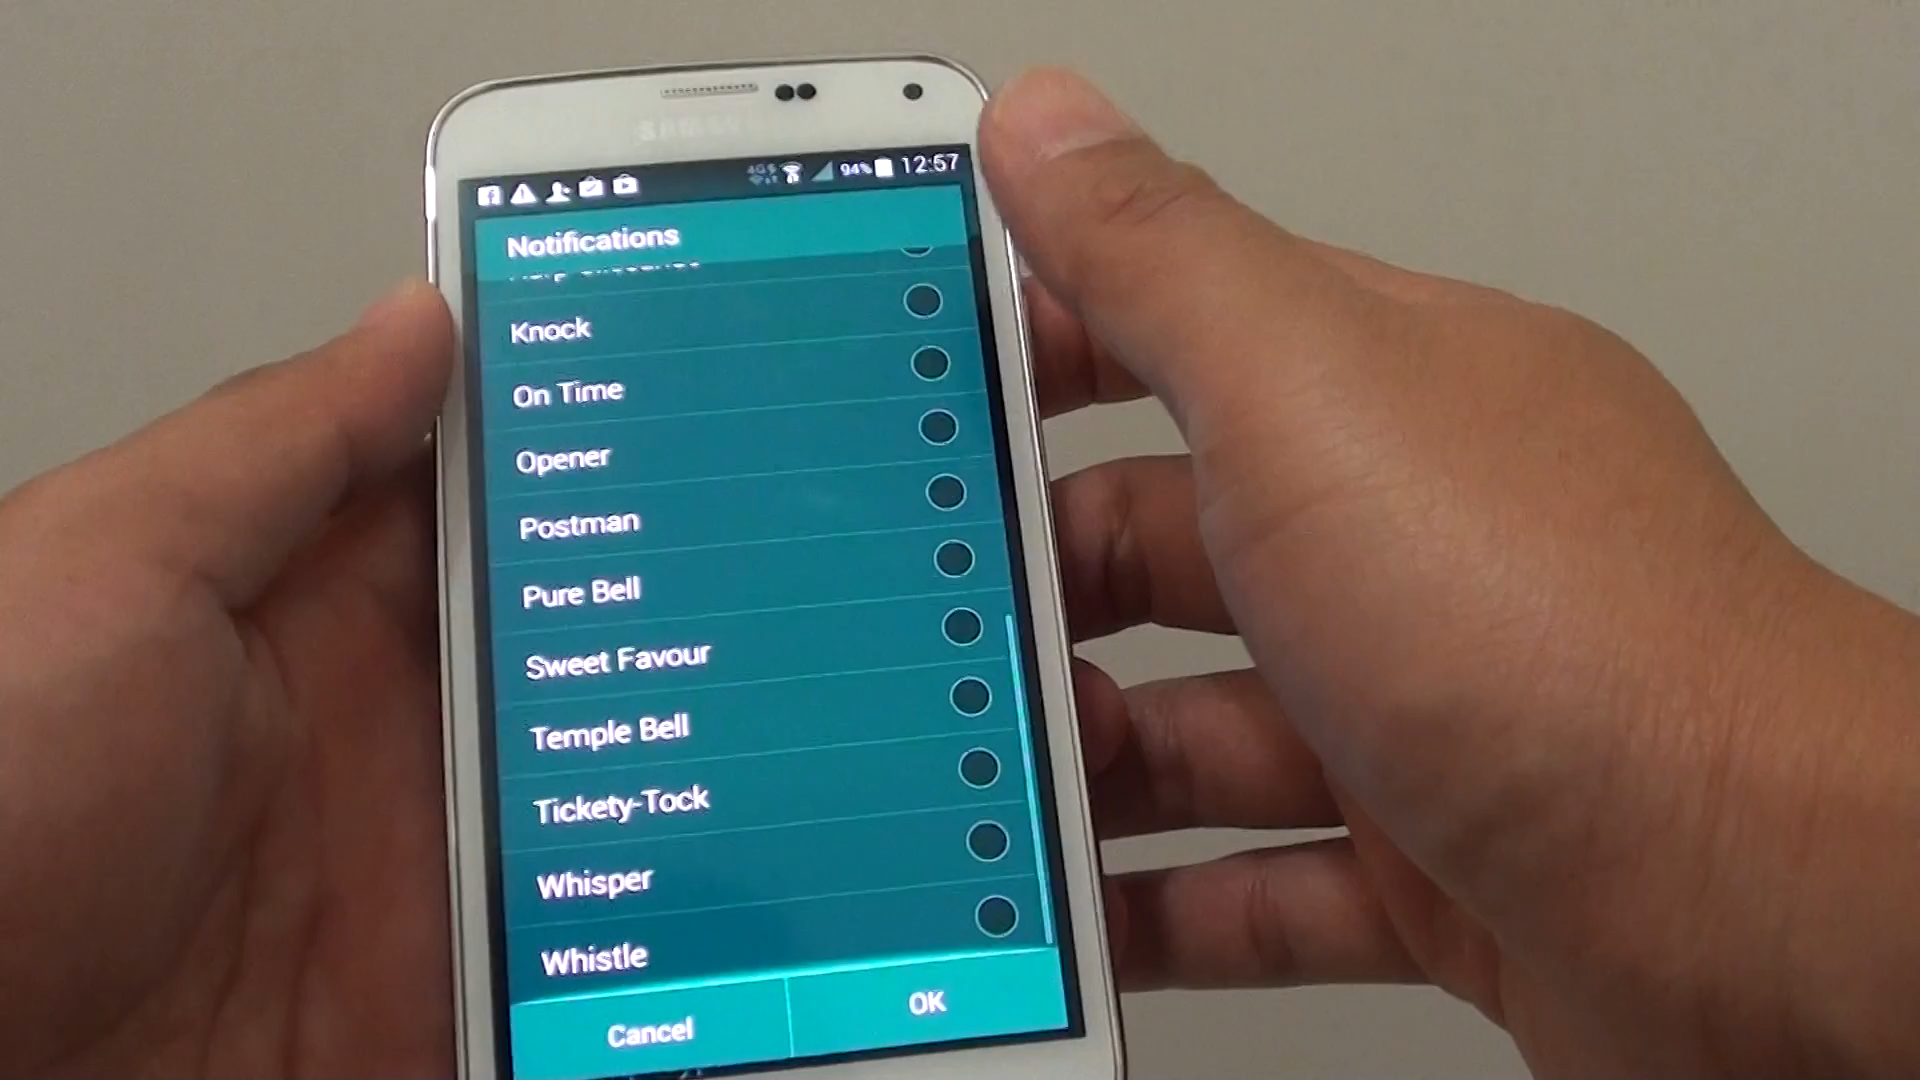 SAMSUNG
94% 12:57
Notifications
Knock
On Time
Opener
Postman
Pure Bell
Sweet Favour
Temple Bell
Tickety-Tock
Whisper
Whistle
Cancel
OK